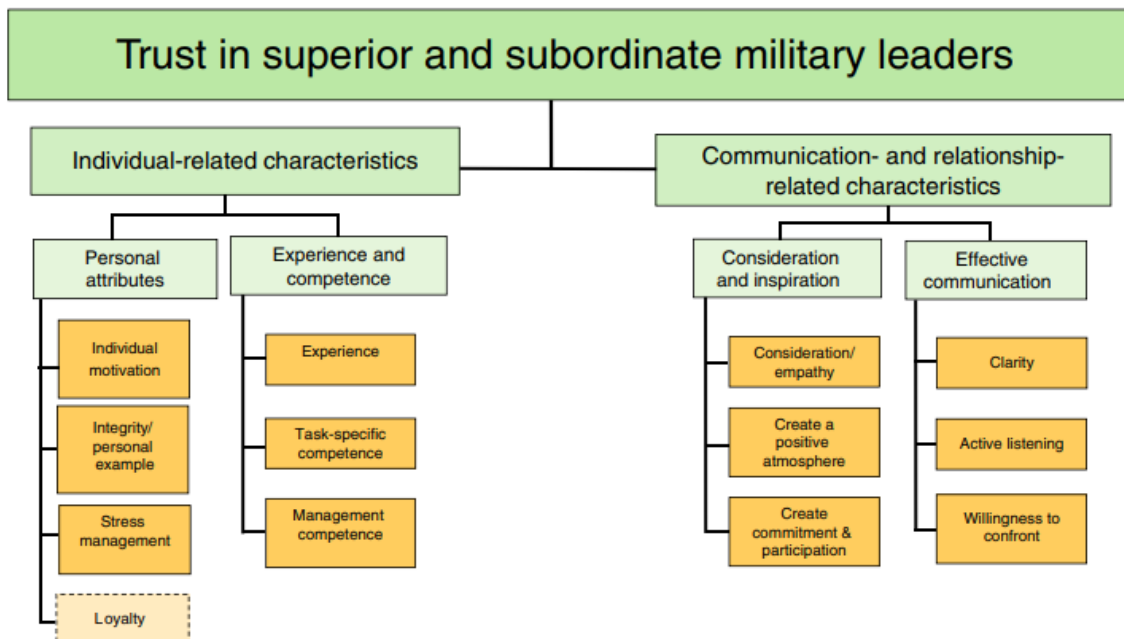 Trust in superior and subordinate military leaders
Individual-related characteristics
Communication- and relationship-
related characteristics
Personal
attributes
Experience and
competence
Consideration
and inspiration
Effective
communication
Individual
motivation
Integrity/
personal
example
Stress
management
Loyalty
Experience
Task-specific
competence
Management
competence
Consideration/
empathy
Create a
positive
atmosphere
Create
commitment &
participation
Clarity
Active listening
Willingness to
confront